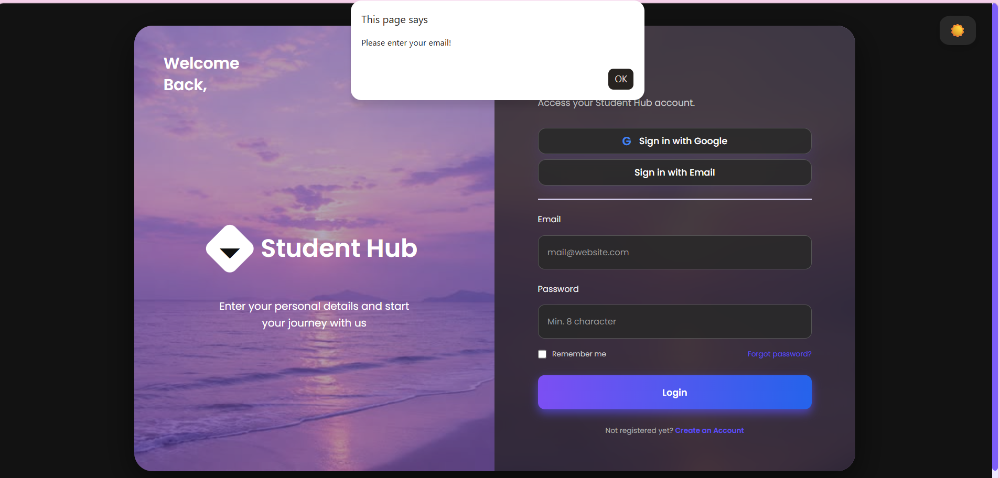 This page says
Please enter your email!
OK
Welcome
Back,
Student Hub
Enter your personal details and start
your journey with us
Access your Student Hub account.
G Sign in with Google
Sign in with Email
Email
mail@website.com
Password
Min. 8 character
Remember me
Forgot password?
Login
Not registered yet? Create an Account